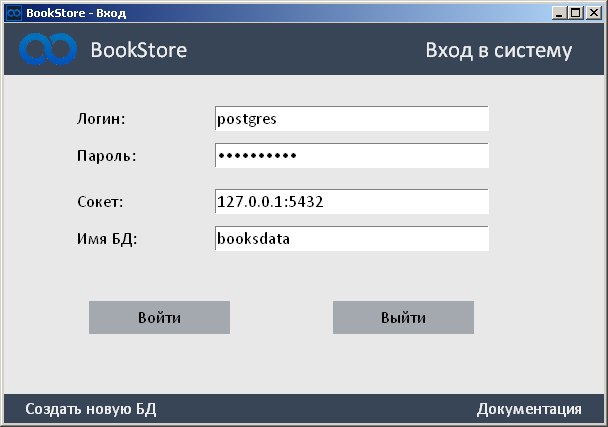 BookStore - Вход
BookStore Вход в систему
Логин: postgres
Пароль: ••••••••••
Сокет: 127.0.0.1:5432
Имя БД: booksdata
Войти Выйти
Создать новую БД Документация